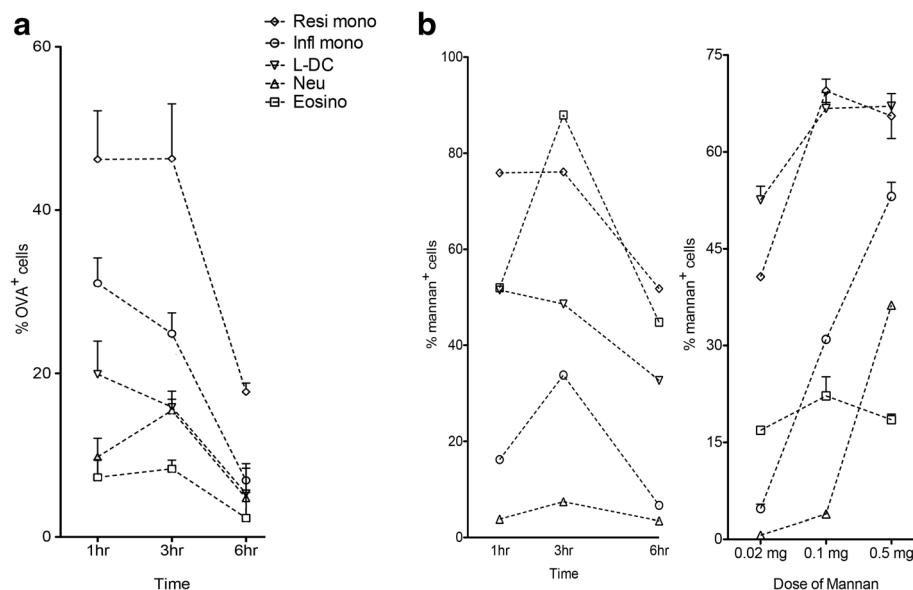 a
60
40
20
0
% OVA+ cells
1hr 3hr 6hr
Time
Resi mono
Infl mono
L-DC
Neu
Eosino
b
100
80
60
40
20
0
% mannan+ cells
1hr 3hr 6hr
Time
75
60
45
30
15
0
% mannan+ cells
0.02 mg 0.1 mg 0.5 mg
Dose of Mannan